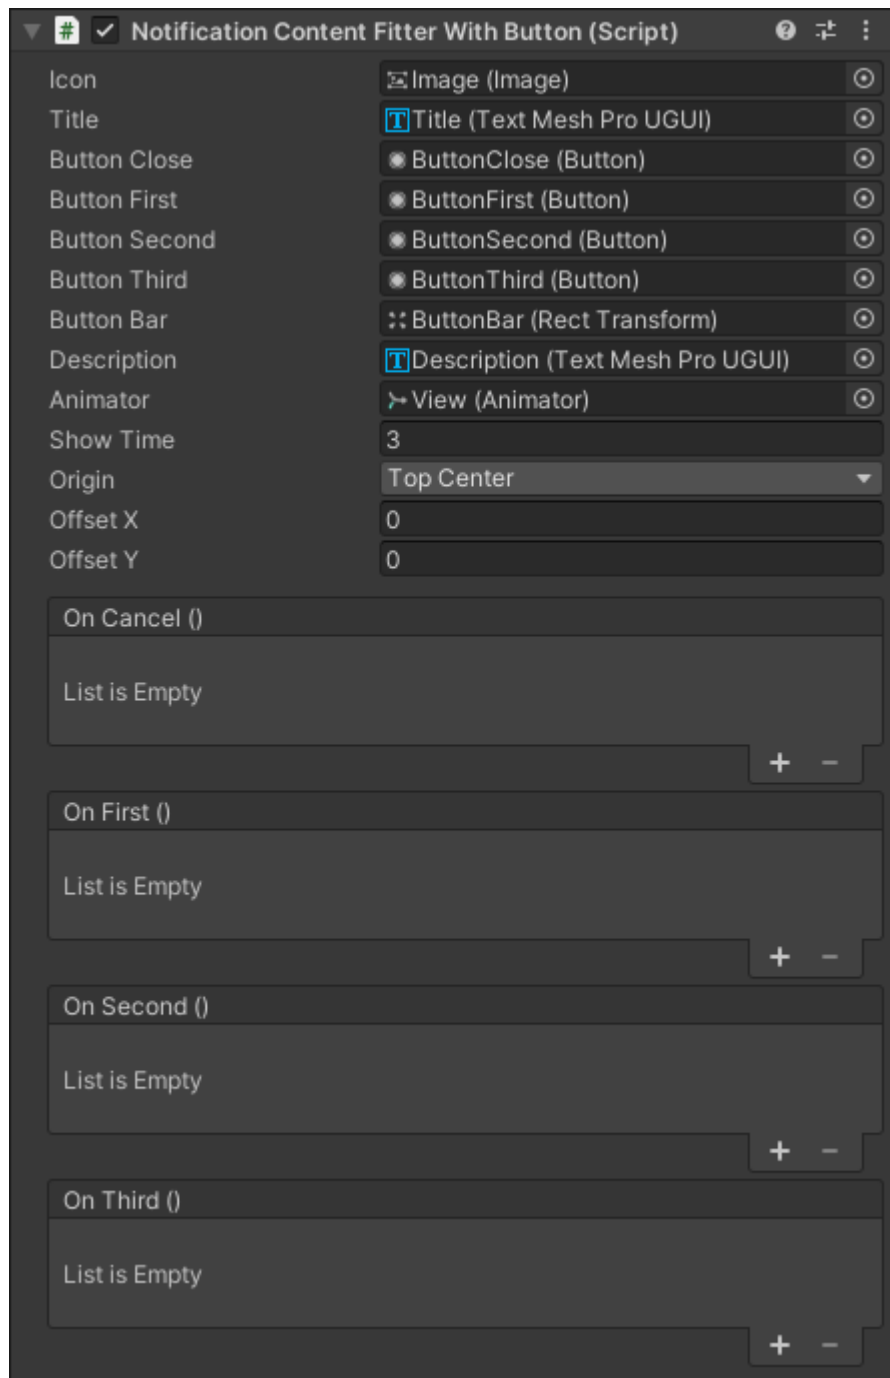 # Notification Content Fitter With Button (Script)
Icon Image (Image)
Title Title (Text Mesh Pro UGUI)
Button Close ButtonClose (Button)
Button First ButtonFirst (Button)
Button Second ButtonSecond (Button)
Button Third ButtonThird (Button)
Button Bar ButtonBar (Rect Transform)
Description Description (Text Mesh Pro UGUI)
Animator View (Animator)
Show Time 3
Origin Top Center
Offset X 0
Offset Y 0
On Cancel ()
List is Empty
+ −
On First ()
List is Empty
+ −
On Second ()
List is Empty
+ −
On Third ()
List is Empty
+ −